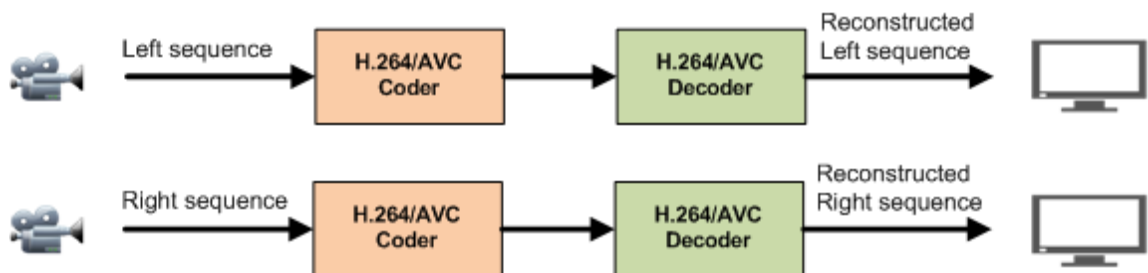 Left sequence
H.264/AVC
Coder
H.264/AVC
Decoder
Reconstructed
Left sequence
Right sequence
H.264/AVC
Coder
H.264/AVC
Decoder
Reconstructed
Right sequence